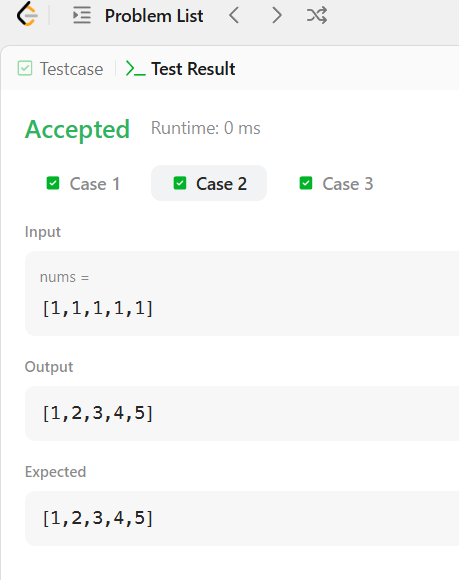 Problem List
Testcase
Test Result
Accepted
Runtime: 0 ms
Case 1
Case 2
Case 3
Input
nums =
[1,1,1,1,1]
Output
[1,2,3,4,5]
Expected
[1,2,3,4,5]